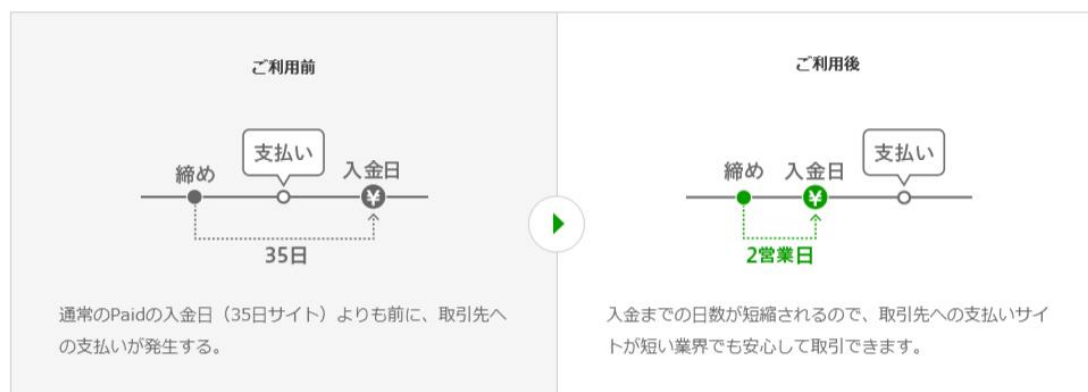 ご利用前
支払い
締め
入金日
¥
35日
通常のPaidの入金日（35日サイト）よりも前に、取引先へ
の支払いが発生する。
ご利用後
支払い
締め
入金日
¥
2営業日
入金までの日数が短縮されるので、取引先への支払いサイ
トが短い業界でも安心して取引できます。